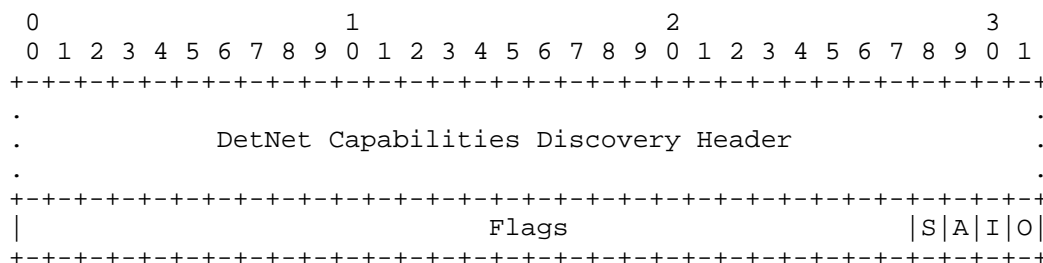 0                   1                   2                   3
 0 1 2 3 4 5 6 7 8 9 0 1 2 3 4 5 6 7 8 9 0 1 2 3 4 5 6 7 8 9 0 1
+-+-+-+-+-+-+-+-+-+-+-+-+-+-+-+-+-+-+-+-+-+-+-+-+-+-+-+-+-+-+-+-+
.                                                               .
.            DetNet Capabilities Discovery Header               .
.                                                               .
+-+-+-+-+-+-+-+-+-+-+-+-+-+-+-+-+-+-+-+-+-+-+-+-+-+-+-+-+-+-+-+-+
|                             Flags                     |S|A|I|O|
+-+-+-+-+-+-+-+-+-+-+-+-+-+-+-+-+-+-+-+-+-+-+-+-+-+-+-+-+-+-+-+-+